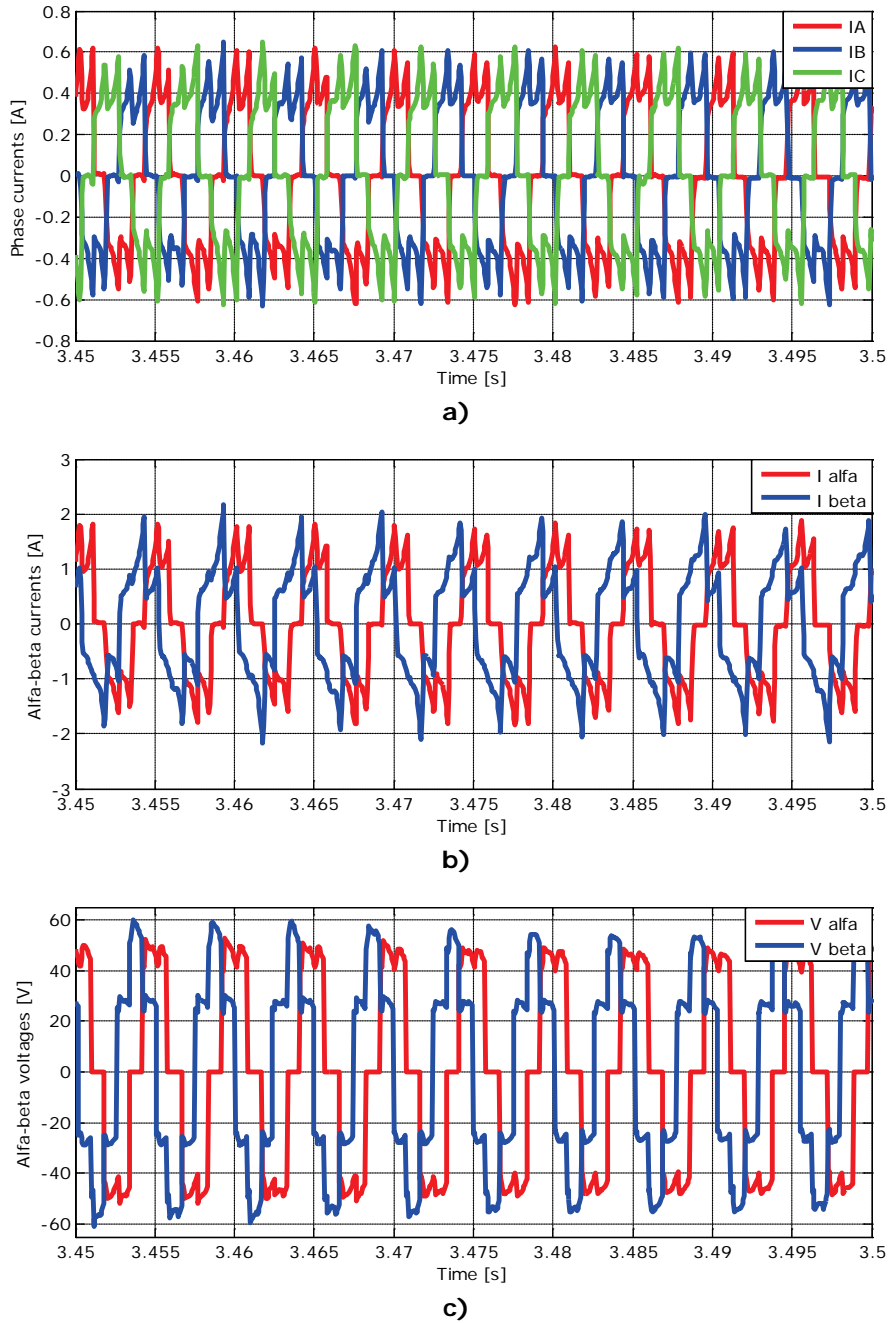 0.8
0.6
0.4
0.2
0
-0.2
-0.4
-0.6
-0.8
Phase currents [A]
IA
IB
IC
3.45 3.455 3.46 3.465 3.47 3.475 3.48 3.485 3.49 3.495 3.5
Time [s]
a)
3
2
1
0
-1
-2
-3
Alfa-beta currents [A]
I alfa
I beta
3.45 3.455 3.46 3.465 3.47 3.475 3.48 3.485 3.49 3.495 3.5
Time [s]
b)
60
40
20
0
-20
-40
-60
Alfa-beta voltages [V]
V alfa
V beta
3.45 3.455 3.46 3.465 3.47 3.475 3.48 3.485 3.49 3.495 3.5
Time [s]
c)